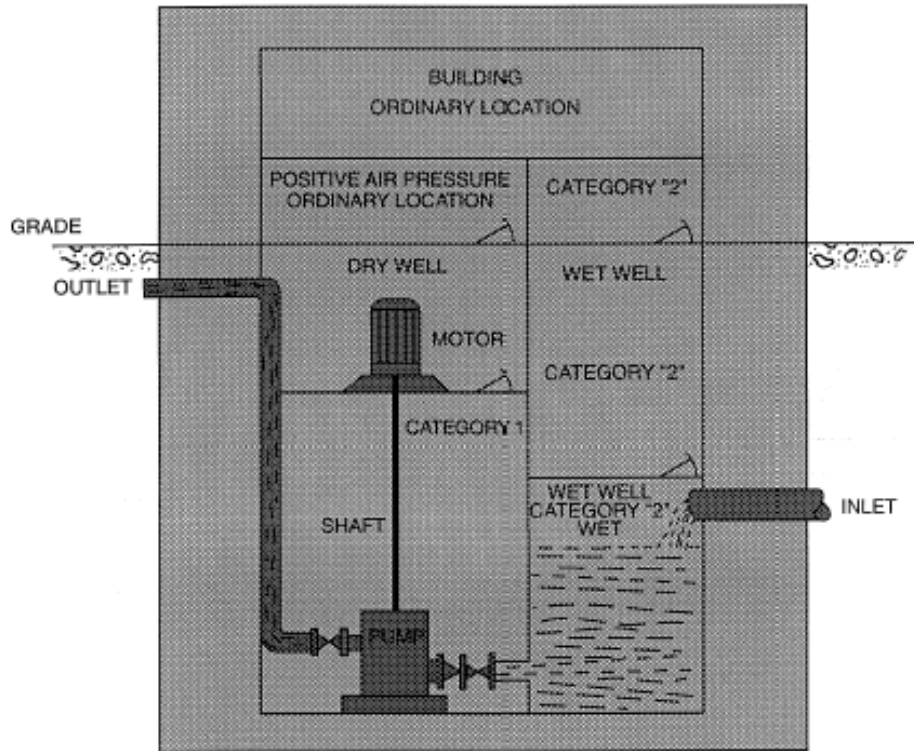 BUILDING
ORDINARY LOCATION
POSITIVE AIR PRESSURE
ORDINARY LOCATION
CATEGORY "2"
GRADE
DRY WELL
WET WELL
OUTLET
MOTOR
CATEGORY "2"
CATEGORY 1
WET WELL
CATEGORY "2"
WET
INLET
SHAFT
PUMP